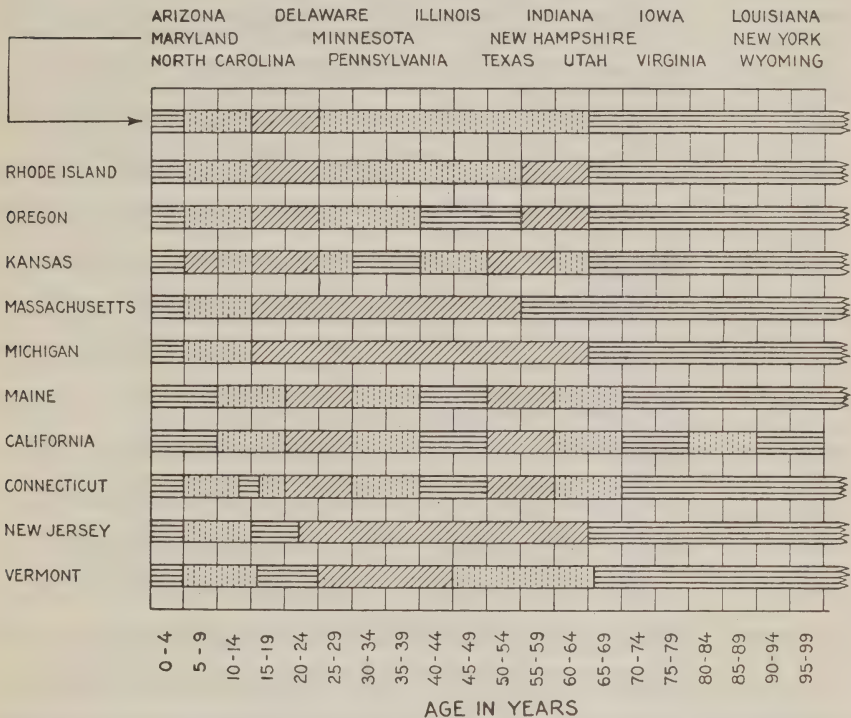 ARIZONA DELAWARE ILLINOIS INDIANA IOWA LOUISIANA
MARYLAND MINNESOTA NEW HAMPSHIRE NEW YORK
NORTH CAROLINA PENNSYLVANIA TEXAS UTAH VIRGINIA WYOMING
RHODE ISLAND
OREGON
KANSAS
MASSACHUSETTS
MICHIGAN
MAINE
CALIFORNIA
CONNECTICUT
NEW JERSEY
VERMONT
0-4
5-9
10-14
15-19
20-24
25-29
30-34
35-39
40-44
45-49
50-54
55-59
60-64
65-69
70-74
75-79
80-84
85-89
90-94
95-99
AGE IN YEARS